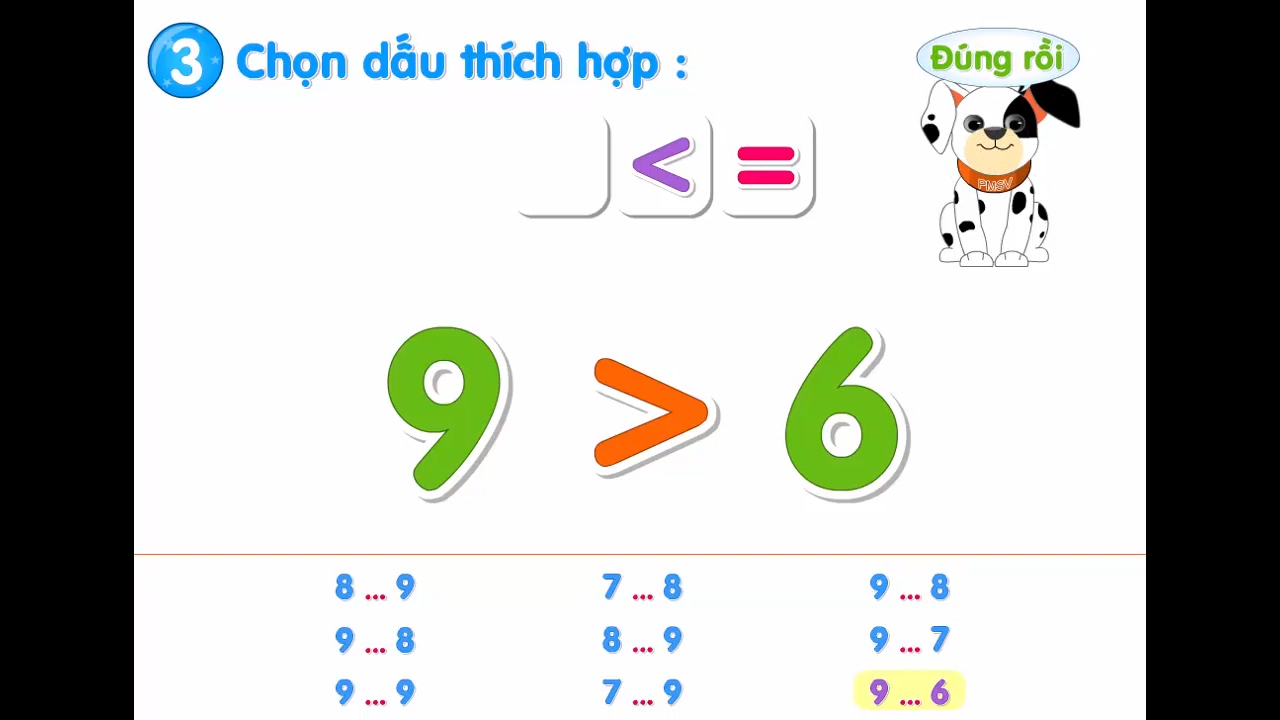 3 Chọn dấu thích hợp :
Đúng rồi
< =
PMSV
9 > 6
8 ... 9 7 ... 8 9 ... 8
9 ... 8 8 ... 9 9 ... 7
9 ... 9 7 ... 9 9 ... 6